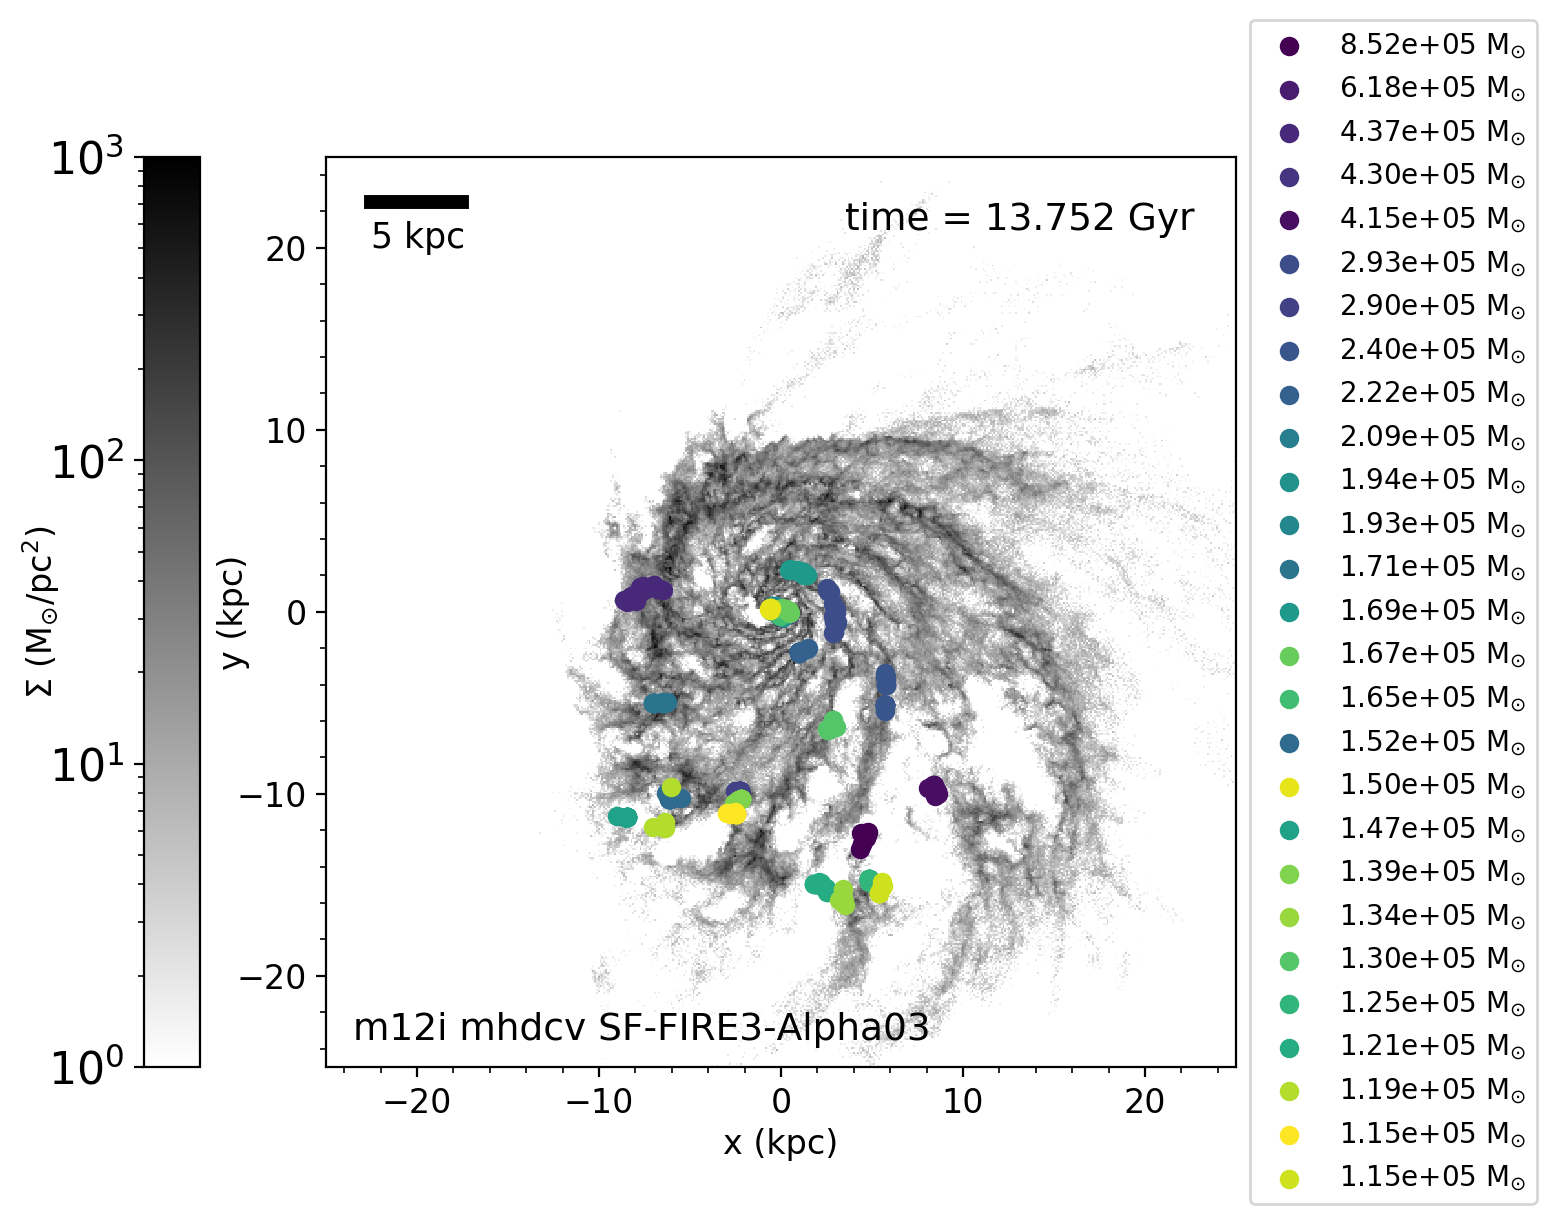 10³
10²
10¹
10⁰
Σ (M⊙/pc²)
y (kpc)
20
10
0
−10
−20
5 kpc
time = 13.752 Gyr
m12i mhdcv SF-FIRE3-Alpha03
−20
−10
0
10
20
x (kpc)
8.52e+05 M⊙
6.18e+05 M⊙
4.37e+05 M⊙
4.30e+05 M⊙
4.15e+05 M⊙
2.93e+05 M⊙
2.90e+05 M⊙
2.40e+05 M⊙
2.22e+05 M⊙
2.09e+05 M⊙
1.94e+05 M⊙
1.93e+05 M⊙
1.71e+05 M⊙
1.69e+05 M⊙
1.67e+05 M⊙
1.65e+05 M⊙
1.52e+05 M⊙
1.50e+05 M⊙
1.47e+05 M⊙
1.39e+05 M⊙
1.34e+05 M⊙
1.30e+05 M⊙
1.25e+05 M⊙
1.21e+05 M⊙
1.19e+05 M⊙
1.15e+05 M⊙
1.15e+05 M⊙